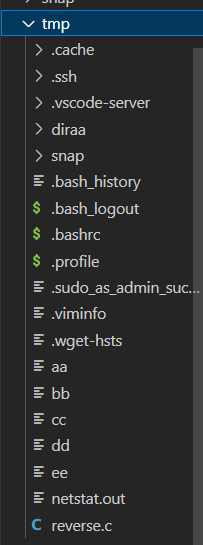 snap
tmp
.cache
.ssh
.vscode-server
diraa
snap
.bash_history
.bash_logout
.bashrc
.profile
.sudo_as_admin_suc...
.viminfo
.wget-hsts
aa
bb
cc
dd
ee
netstat.out
reverse.c